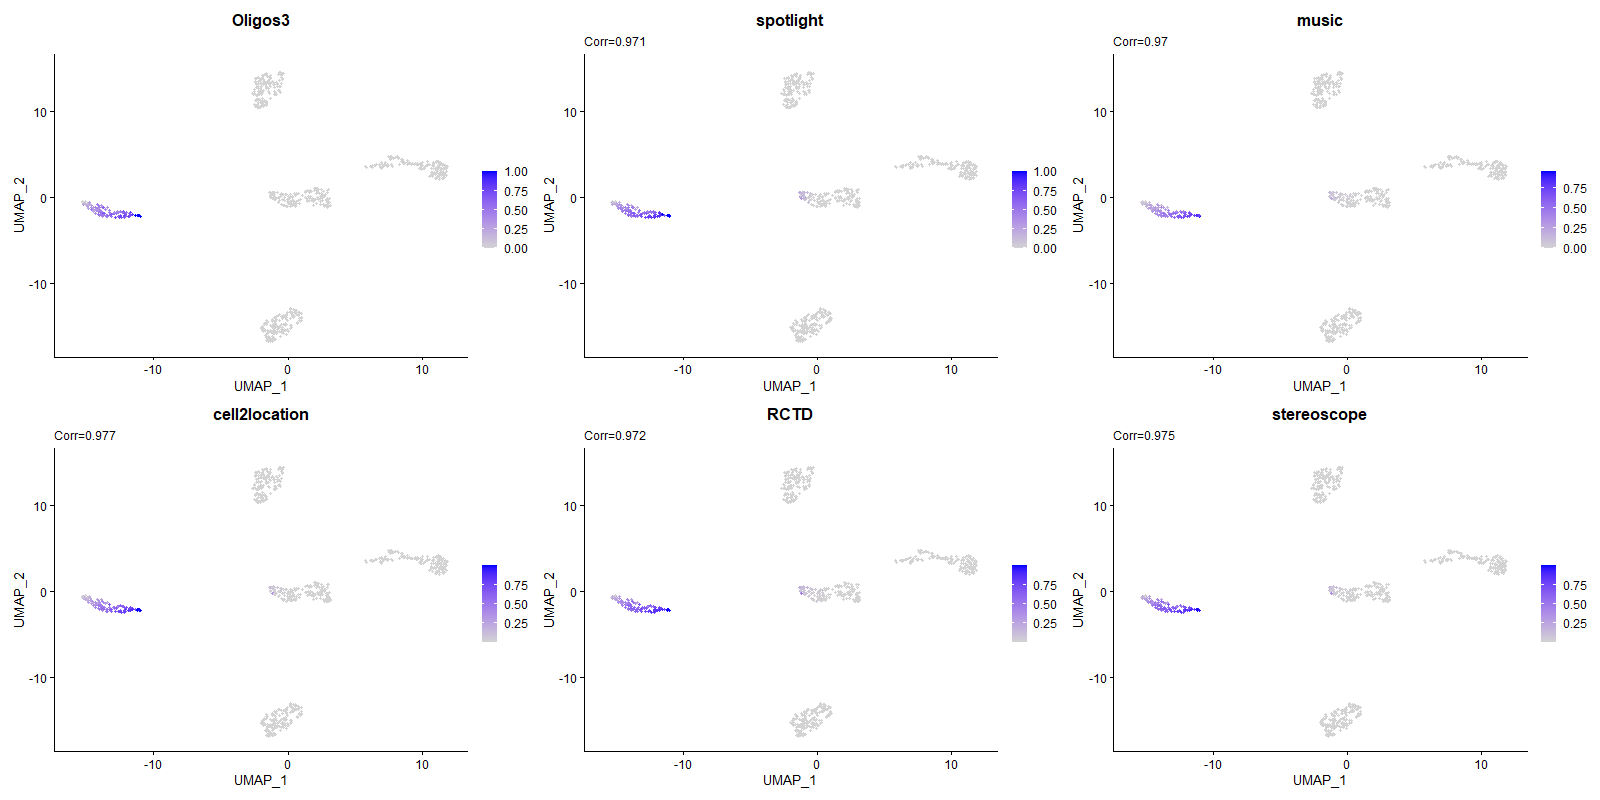 Oligos3
UMAP_2
10
0
-10
-10
0
10
UMAP_1
1.00
0.75
0.50
0.25
0.00
spotlight
Corr=0.971
UMAP_2
10
0
-10
-10
0
10
UMAP_1
1.00
0.75
0.50
0.25
0.00
music
Corr=0.97
UMAP_2
10
0
-10
-10
0
10
UMAP_1
0.75
0.50
0.25
0.00
cell2location
Corr=0.977
UMAP_2
10
0
-10
-10
0
10
UMAP_1
0.75
0.50
0.25
RCTD
Corr=0.972
UMAP_2
10
0
-10
-10
0
10
UMAP_1
0.75
0.50
0.25
stereoscope
Corr=0.975
UMAP_2
10
0
-10
-10
0
10
UMAP_1
0.75
0.50
0.25